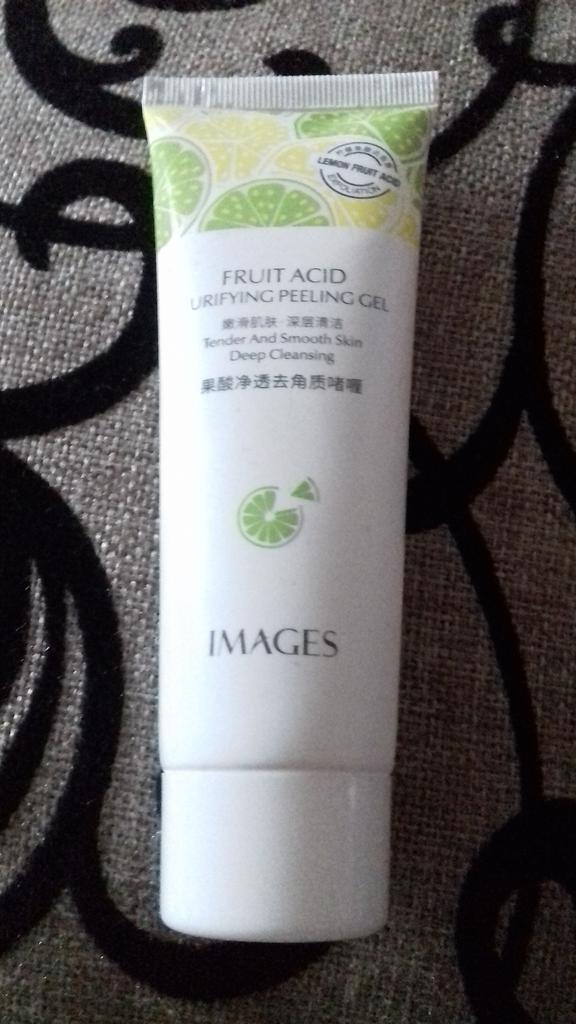 LEMON FRUIT ACID
EXFOLIATION
FRUIT ACID
URIFYING PEELING GEL
嫩滑肌肤·深层清洁
Tender And Smooth Skin
Deep Cleansing
果酸净透去角质啫喱
IMAGES